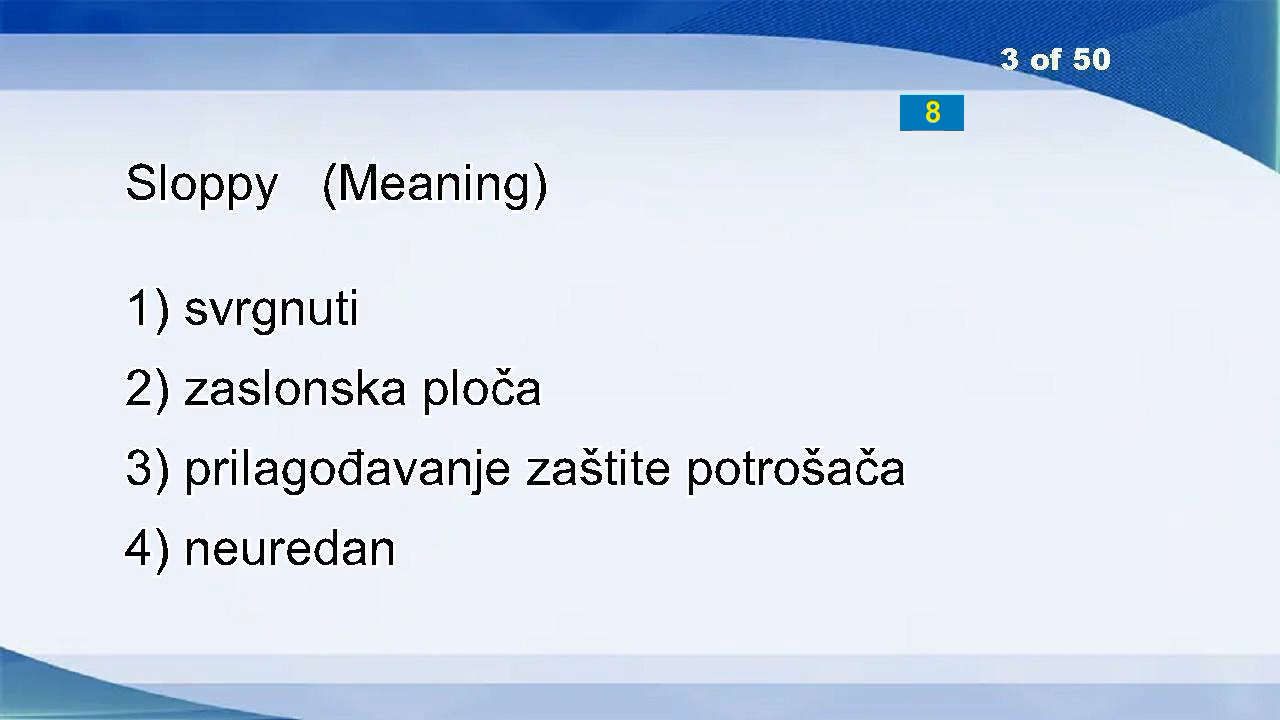 3 of 50
8
Sloppy (Meaning)
1) svrgnuti
2) zaslonska ploča
3) prilagođavanje zaštite potrošača
4) neuredan